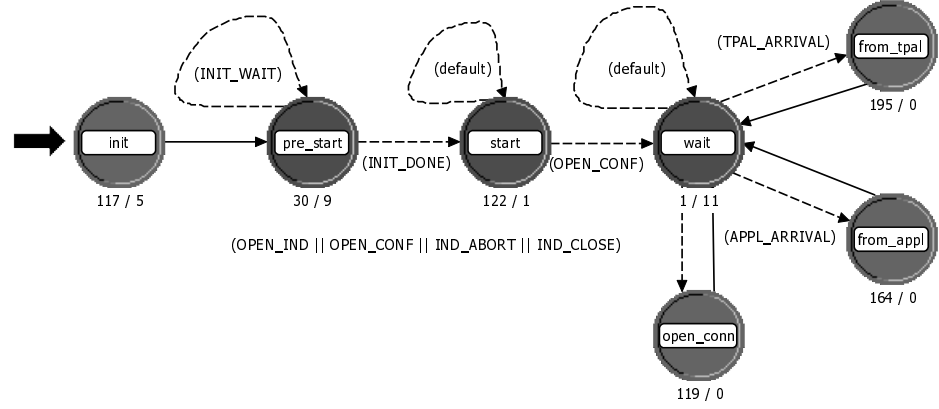 from_tpal
(TPAL_ARRIVAL)
(INIT_WAIT)
(default)
(default)
195 / 0
init
pre_start
start
wait
(INIT_DONE)
(OPEN_CONF)
117 / 5
30 / 9
122 / 1
1 / 11
(APPL_ARRIVAL)
from_appl
(OPEN_IND || OPEN_CONF || IND_ABORT || IND_CLOSE)
164 / 0
open_conn
119 / 0